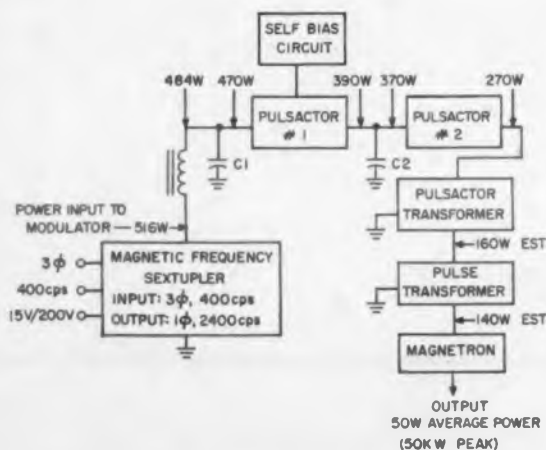 SELF BIAS
CIRCUIT
484W
470W
390W
370W
270W
PULSACTOR
# 1
PULSACTOR
# 2
C1
C2
PULSACTOR
TRANSFORMER
POWER INPUT TO
MODULATOR — 516W
160W EST
3ϕ
400cps
15V/200V
MAGNETIC FREQUENCY
SEXTUPLER
INPUT: 3ϕ, 400cps
OUTPUT: 1ϕ, 2400cps
PULSE
TRANSFORMER
140W EST
MAGNETRON
OUTPUT
50W AVERAGE POWER
(50KW PEAK)